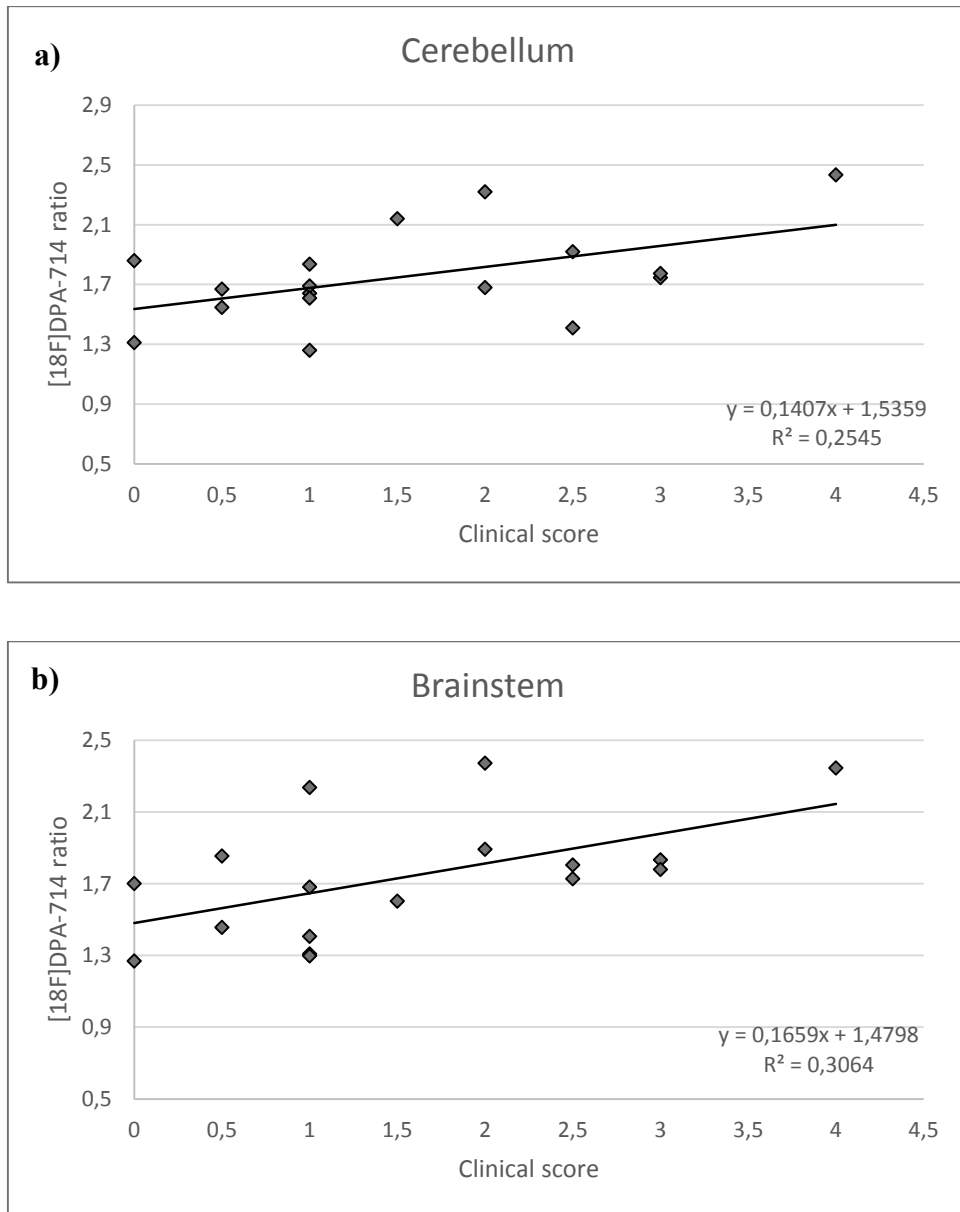 a)
Cerebellum
[18F]DPA-714 ratio
2,9
2,5
2,1
1,7
1,3
0,9
0,5
y = 0,1407x + 1,5359
R² = 0,2545
0 0,5 1 1,5 2 2,5 3 3,5 4 4,5
Clinical score
b)
Brainstem
[18F]DPA-714 ratio
2,5
2,1
1,7
1,3
0,9
0,5
y = 0,1659x + 1,4798
R² = 0,3064
0 0,5 1 1,5 2 2,5 3 3,5 4 4,5
Clinical score